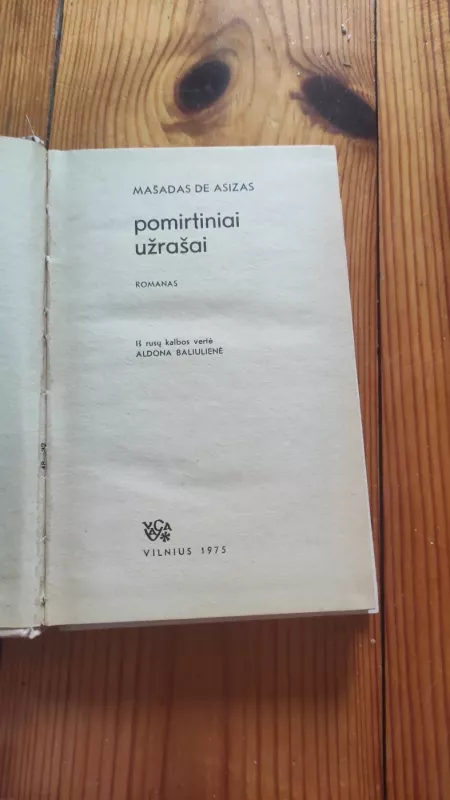 MAŠADAS DE ASIZAS
pomirtiniai
užrašai
ROMANAS
Iš rusų kalbos vertė
ALDONA BALIULIENĖ
VAGA
VILNIUS 1975